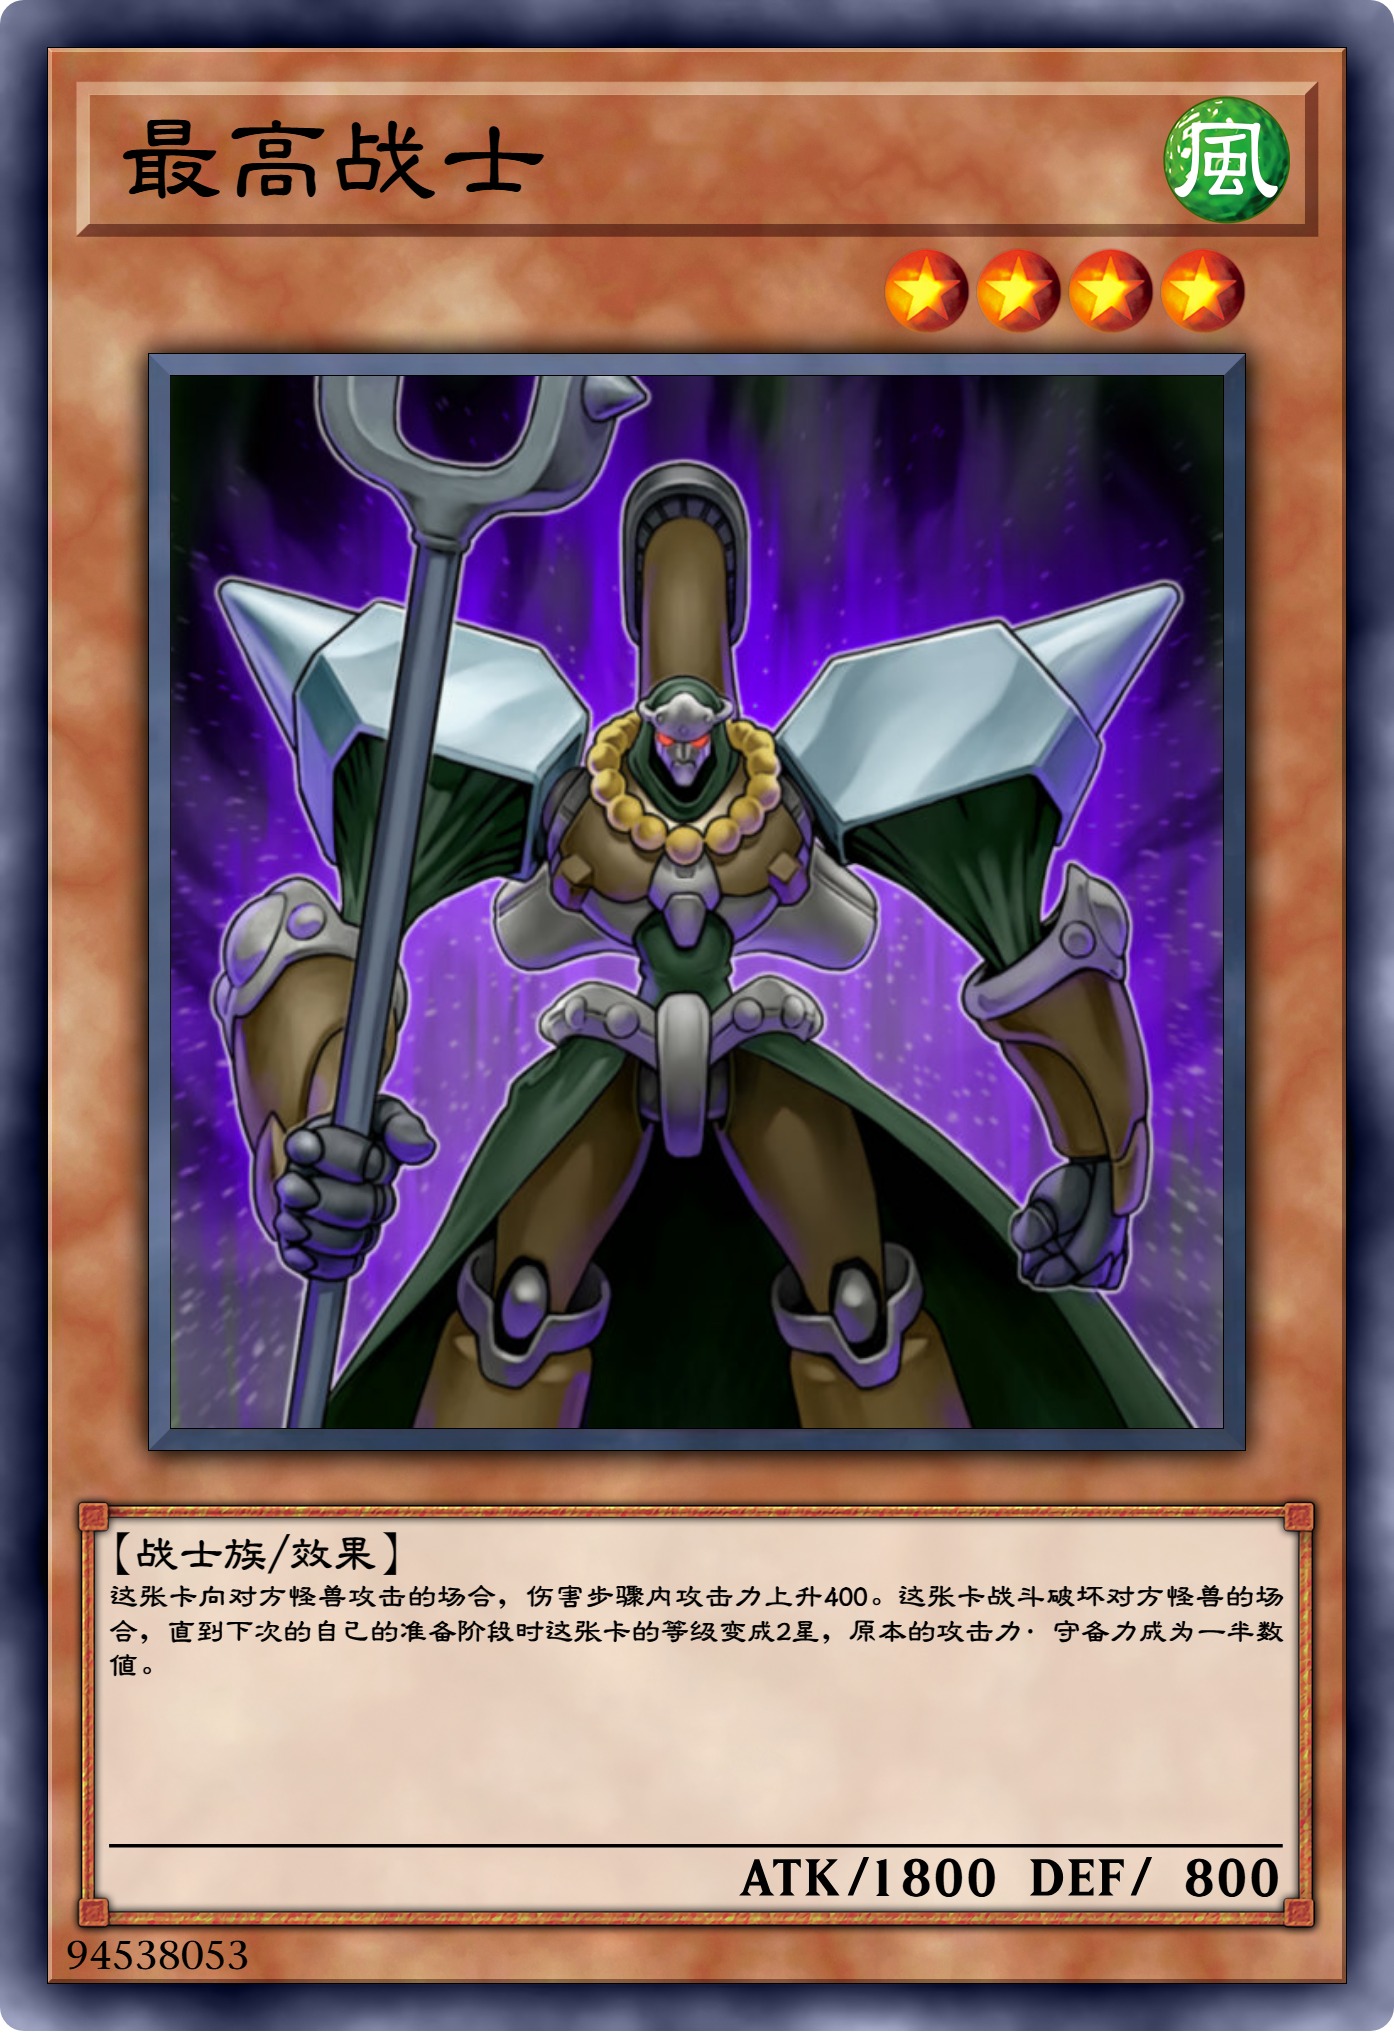 最高战士
風
【战士族/效果】
这张卡向对方怪兽攻击的场合，伤害步骤内攻击力上升400。这张卡战斗破坏对方怪兽的场
合，直到下次的自己的准备阶段时这张卡的等级变成2星，原本的攻击力·守备力成为一半数
值。
ATK/1800 DEF/ 800
94538053